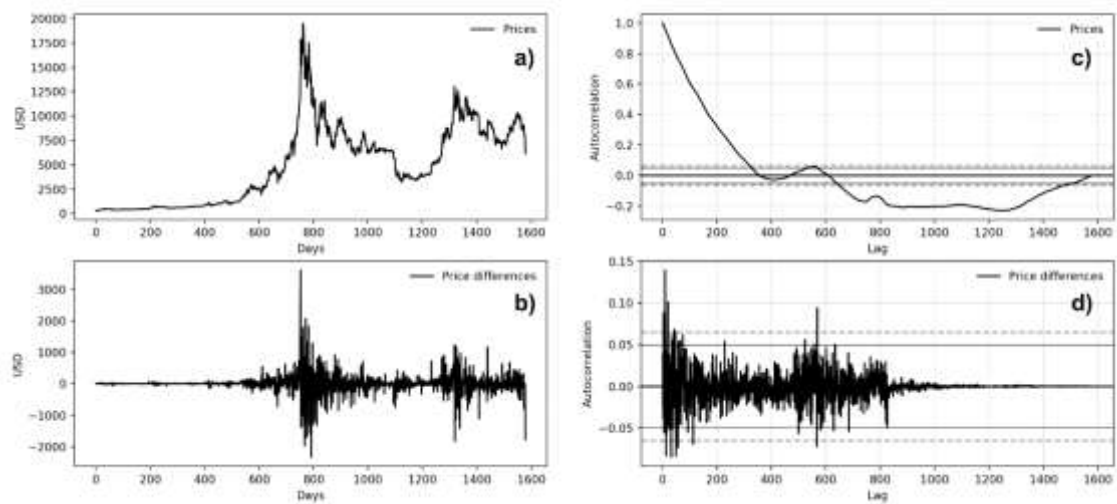 20000
17500
15000
12500
10000
7500
5000
2500
0
USD
Prices
a)
0 200 400 600 800 1000 1200 1400 1600
Days
1.0
0.8
0.6
0.4
0.2
0.0
−0.2
Autocorrelation
Prices
c)
0 200 400 600 800 1000 1200 1400 1600
Lag
3000
2000
1000
0
−1000
−2000
USD
Price differences
b)
0 200 400 600 800 1000 1200 1400 1600
Days
0.15
0.10
0.05
0.00
−0.05
Autocorrelation
Price differences
d)
0 200 400 600 800 1000 1200 1400 1600
Lag